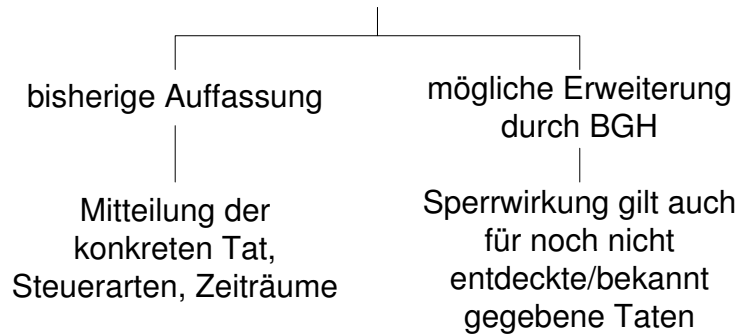 bisherige Auffassung
Mitteilung der
konkreten Tat,
Steuerarten, Zeiträume
mögliche Erweiterung
durch BGH
Sperrwirkung gilt auch
für noch nicht
entdeckte/bekannt
gegebene Taten